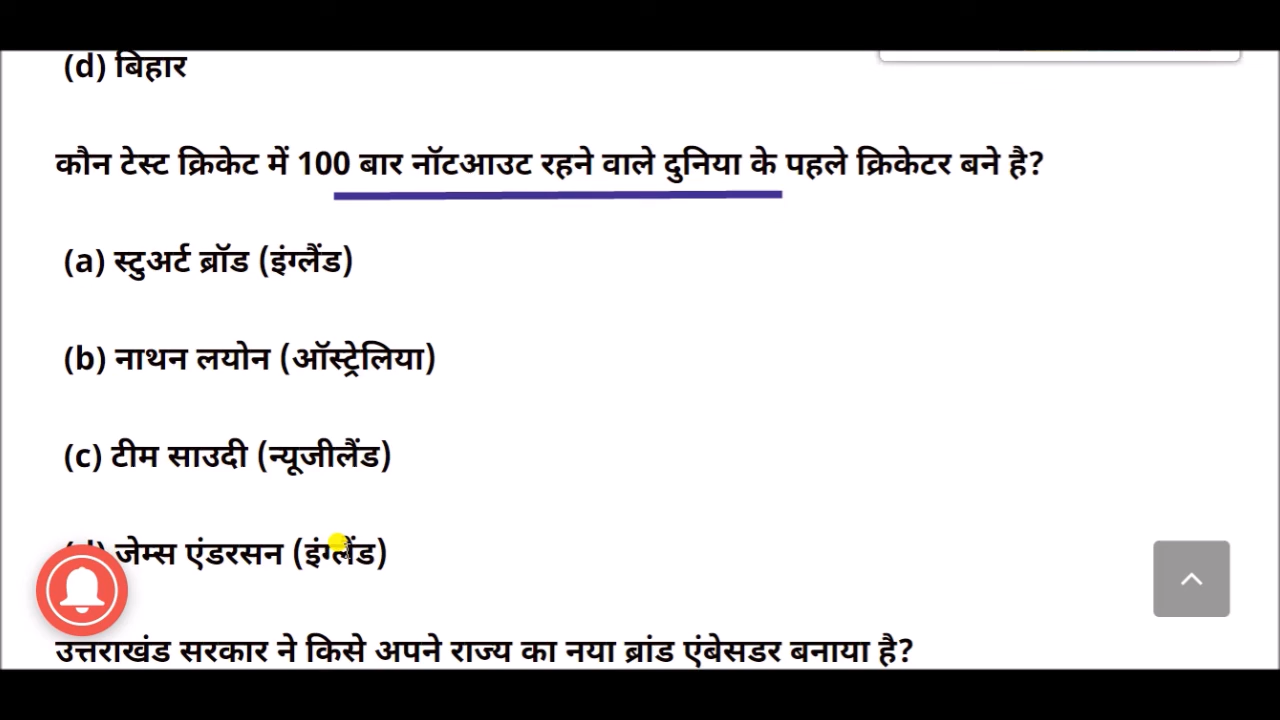 (d) बिहार
कौन टेस्ट क्रिकेट में 100 बार नॉटआउट रहने वाले दुनिया के पहले क्रिकेटर बने है?
(a) स्टुअर्ट ब्रॉड (इंग्लैंड)
(b) नाथन लयोन (ऑस्ट्रेलिया)
(c) टीम साउदी (न्यूजीलैंड)
(d) जेम्स एंडरसन (इंग्लैंड)
उत्तराखंड सरकार ने किसे अपने राज्य का नया ब्रांड एंबेसडर बनाया है?